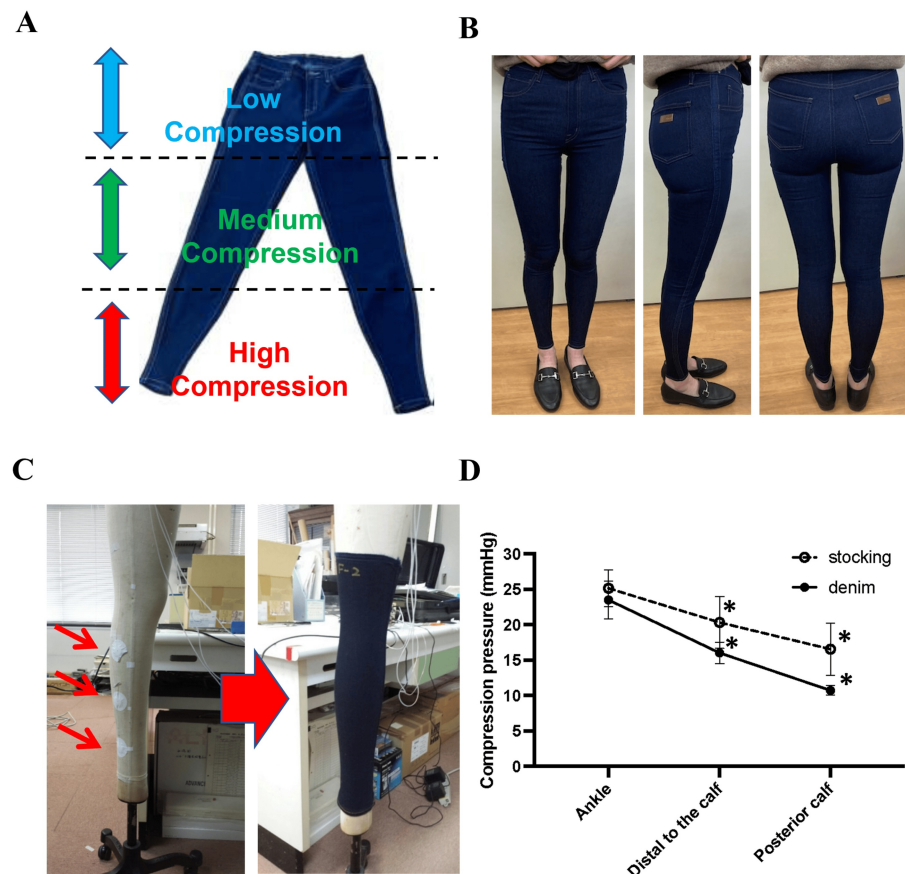 A
Low
Compression
Medium
Compression
High
Compression
B
C
F-2
D
Compression pressure (mmHg)
30
25
20
15
10
5
0
stocking
denim
*
*
*
*
Ankle
Distal to the calf
Posterior calf